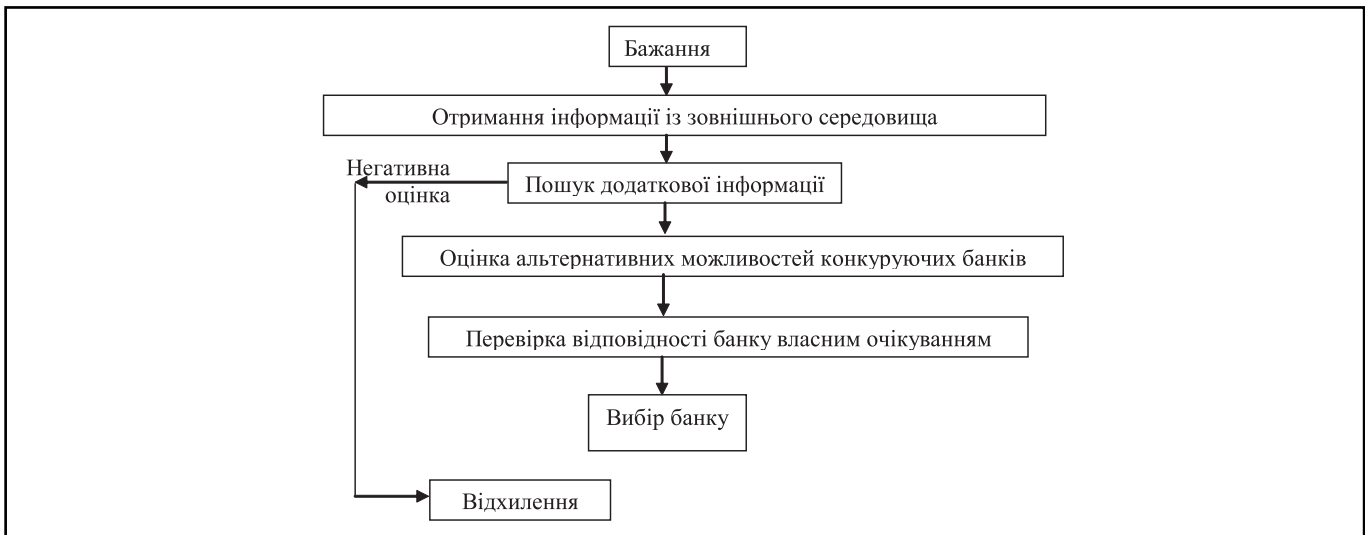 Бажання
Отримання інформації із зовнішнього середовища
Негативна
оцінка
Пошук додаткової інформації
Оцінка альтернативних можливостей конкуруючих банків
Перевірка відповідності банку власним очікуванням
Вибір банку
Відхилення